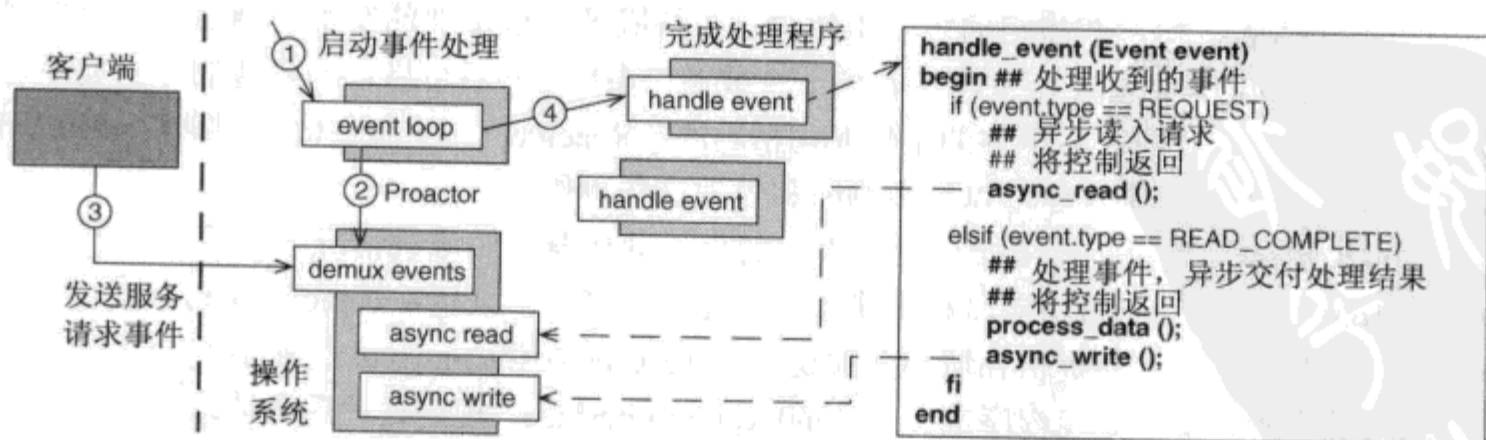 客户端
③
发送服务
请求事件
①
启动事件处理
event loop
④
② Proactor
demux events
async read
async write
操作
系统
完成处理程序
handle event
handle event
handle_event (Event event)
begin ## 处理收到的事件
if (event.type == REQUEST)
## 异步读入请求
## 将控制返回
async_read ();
elsif (event.type == READ_COMPLETE)
## 处理事件，异步交付处理结果
## 将控制返回
process_data ();
async_write ();
fi
end